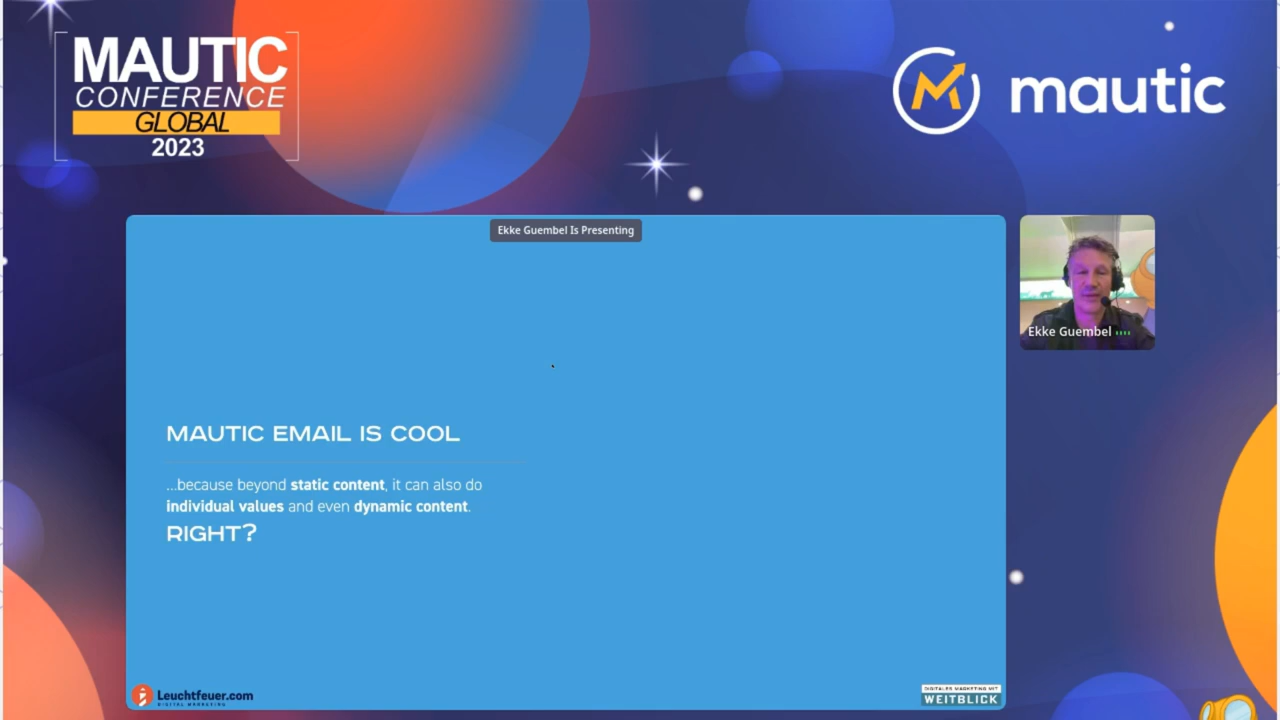 MAUTIC
CONFERENCE
GLOBAL
2023
mautic
Ekke Guembel Is Presenting
Ekke Guembel
MAUTIC EMAIL IS COOL
...because beyond static content, it can also do
individual values and even dynamic content.
RIGHT?
Leuchtfeuer.com
DIGITAL MARKETING
DIGITALES MARKETING MIT
WEITBLICK